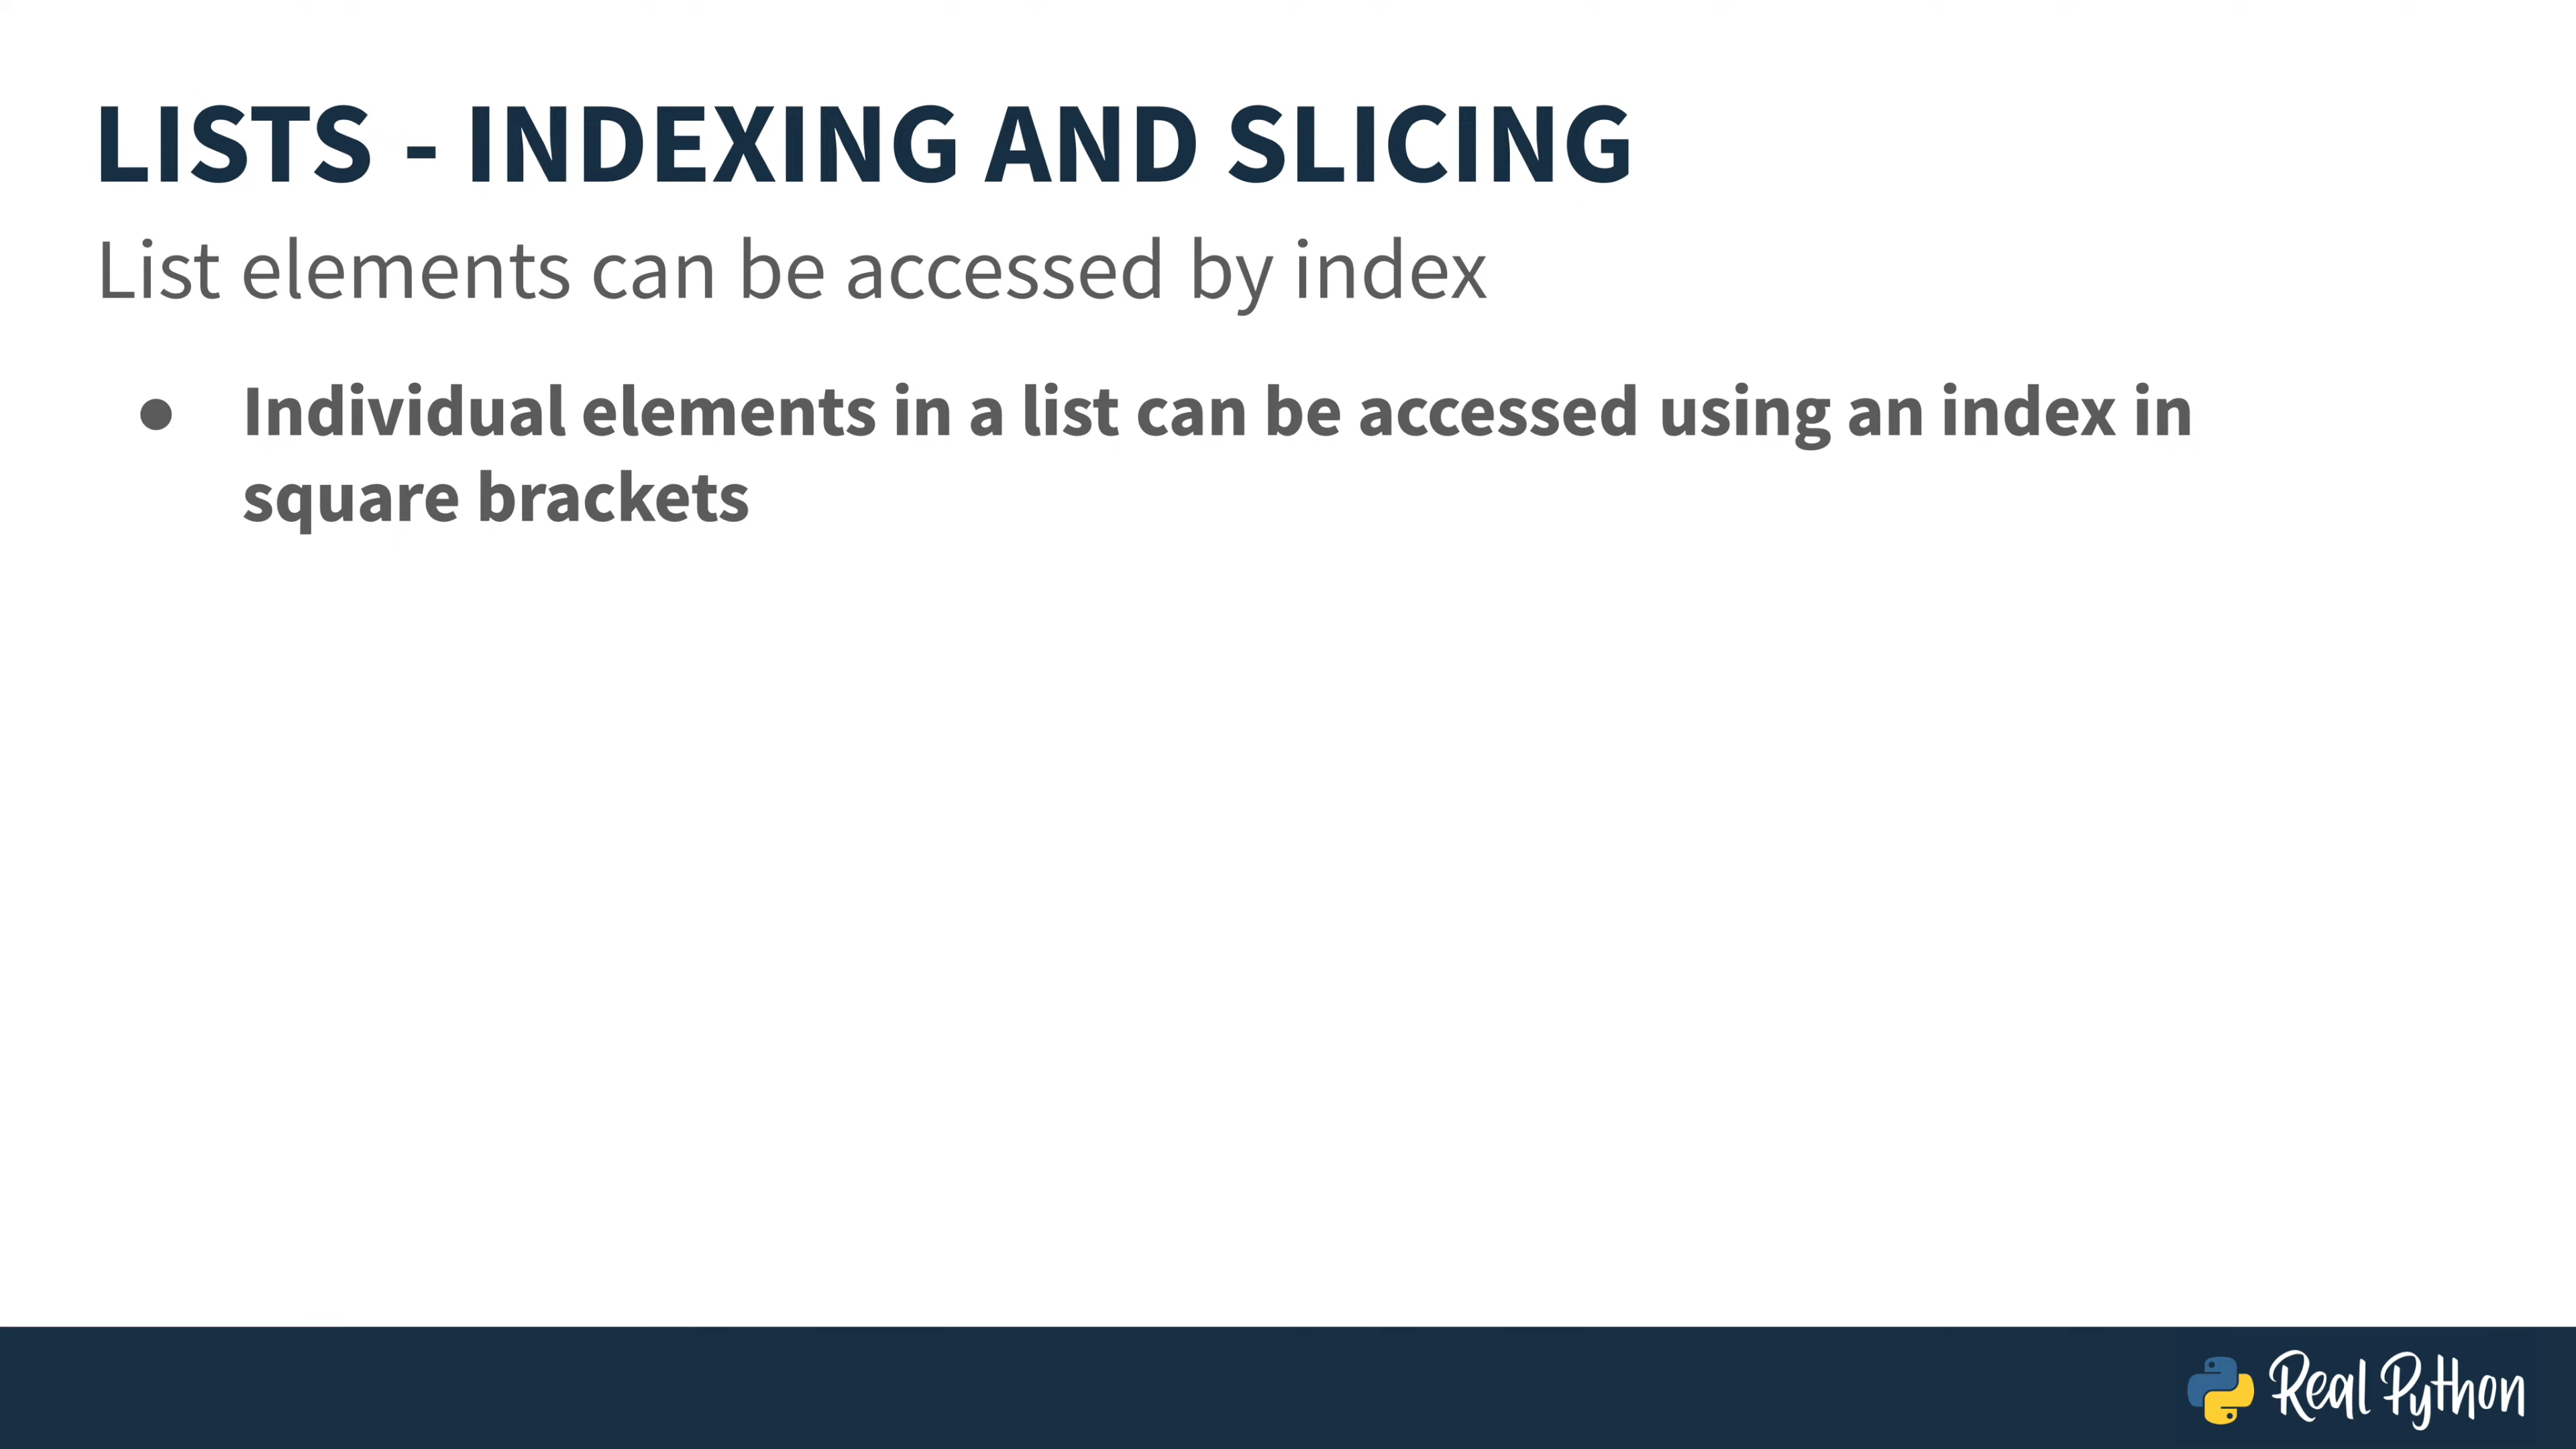 LISTS - INDEXING AND SLICING
List elements can be accessed by index
● Individual elements in a list can be accessed using an index in
square brackets
Real Python